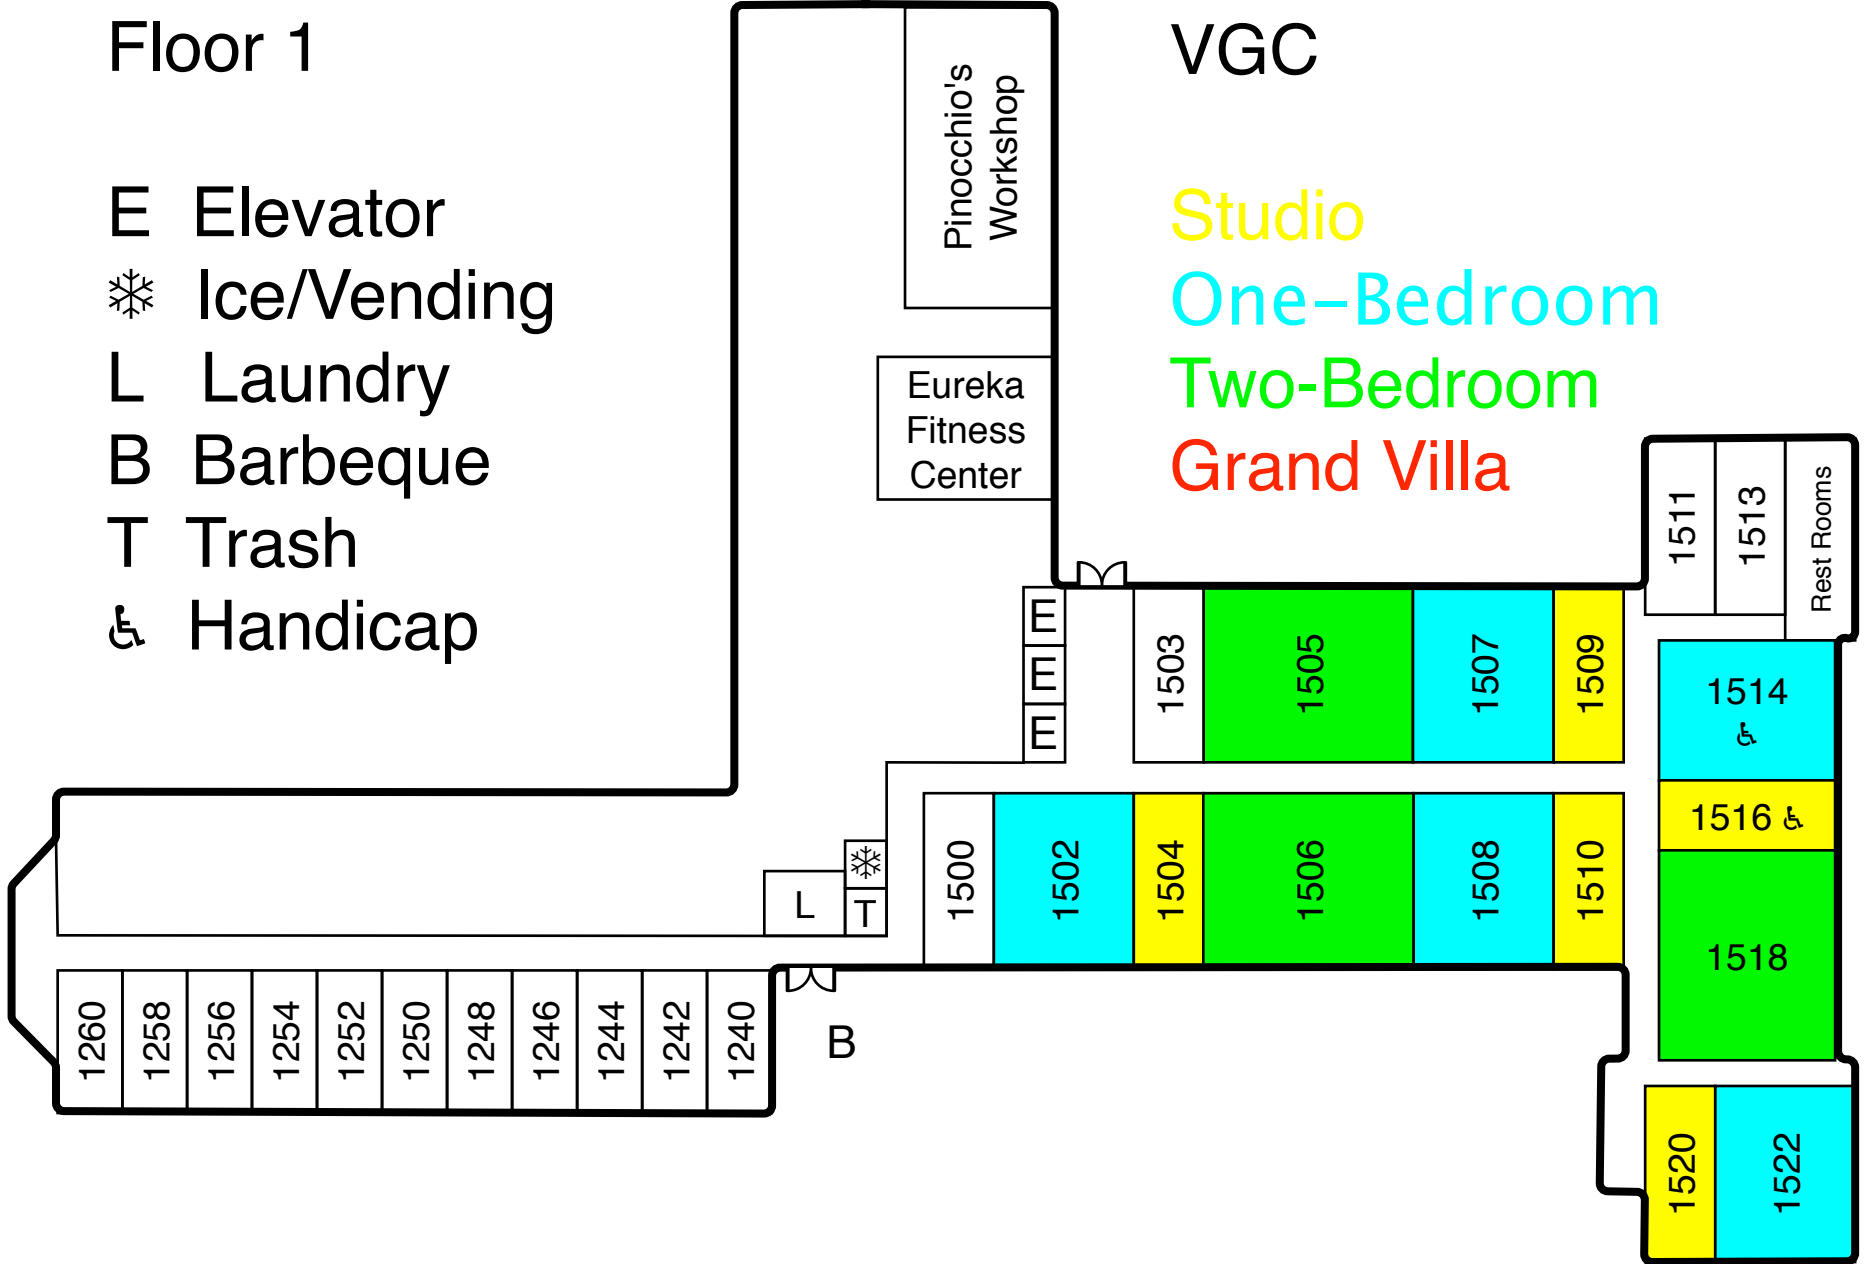 Floor 1
VGC
E Elevator
Ice/Vending
L Laundry
B Barbeque
T Trash
Handicap
Studio
One-Bedroom
Two-Bedroom
Grand Villa
Pinocchio's
Workshop
Eureka
Fitness
Center
1511
1513
Rest Rooms
E
E
E
1503
1505
1507
1509
1514
1516
1518
1500
1502
1504
1506
1508
1510
L
T
1260
1258
1256
1254
1252
1250
1248
1246
1244
1242
1240
B
1520
1522